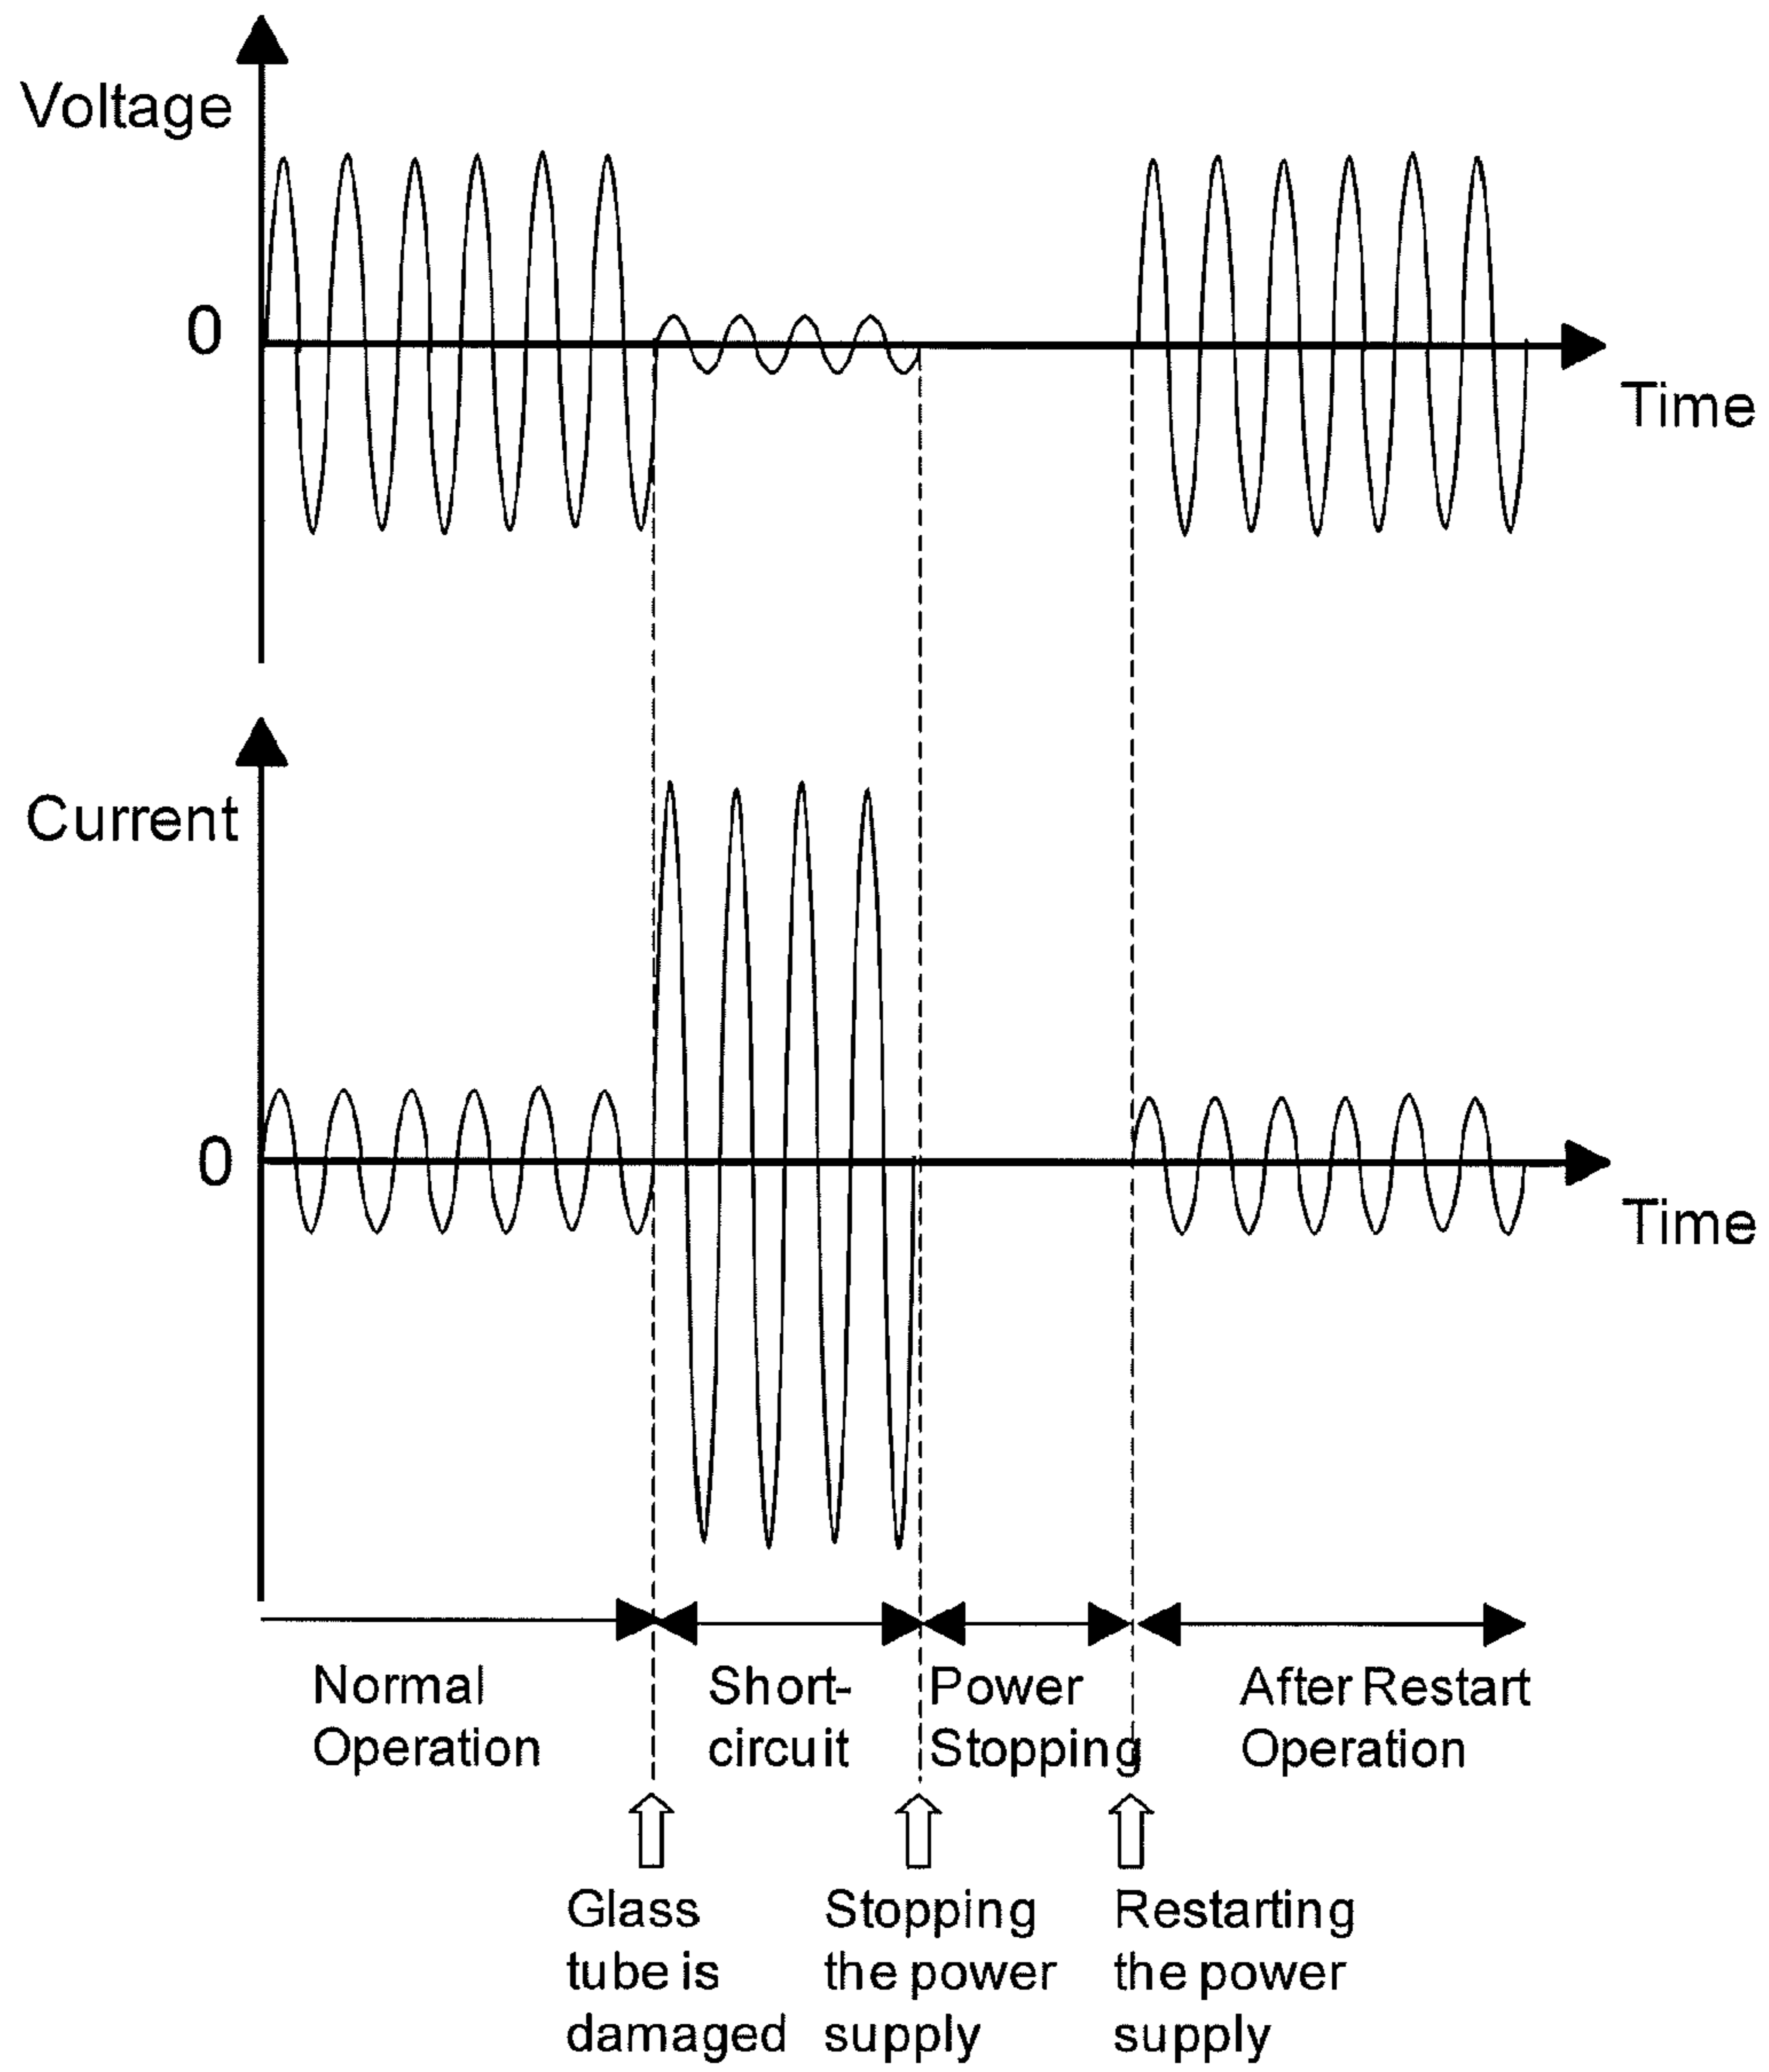 Voltage
0
Time
Current
0
Time
Normal
Operation
Short-
circuit
Power
Stopping
After Restart
Operation
Glass
tube is
damaged
Stopping
the power
supply
Restarting
the power
supply